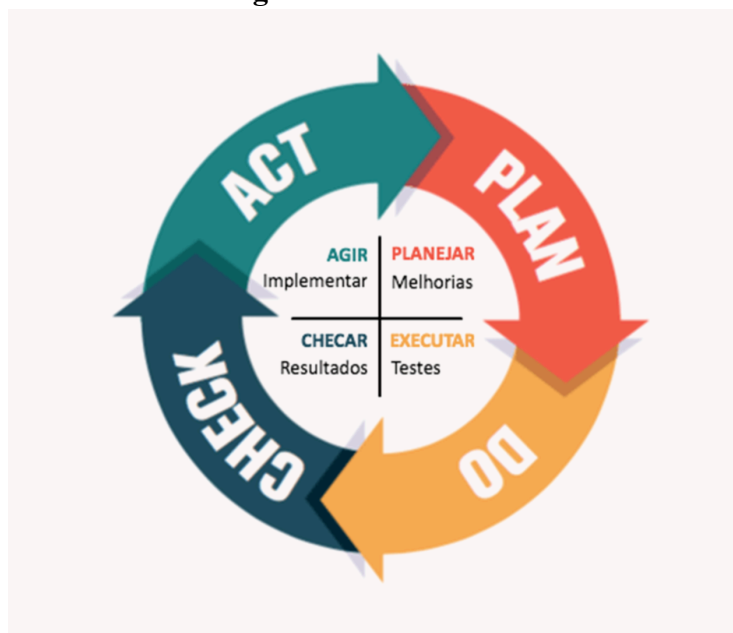 ACT
PLAN
AGIR
Implementar
PLANEJAR
Melhorias
CHECAR
Resultados
EXECUTAR
Testes
CHECK
DO